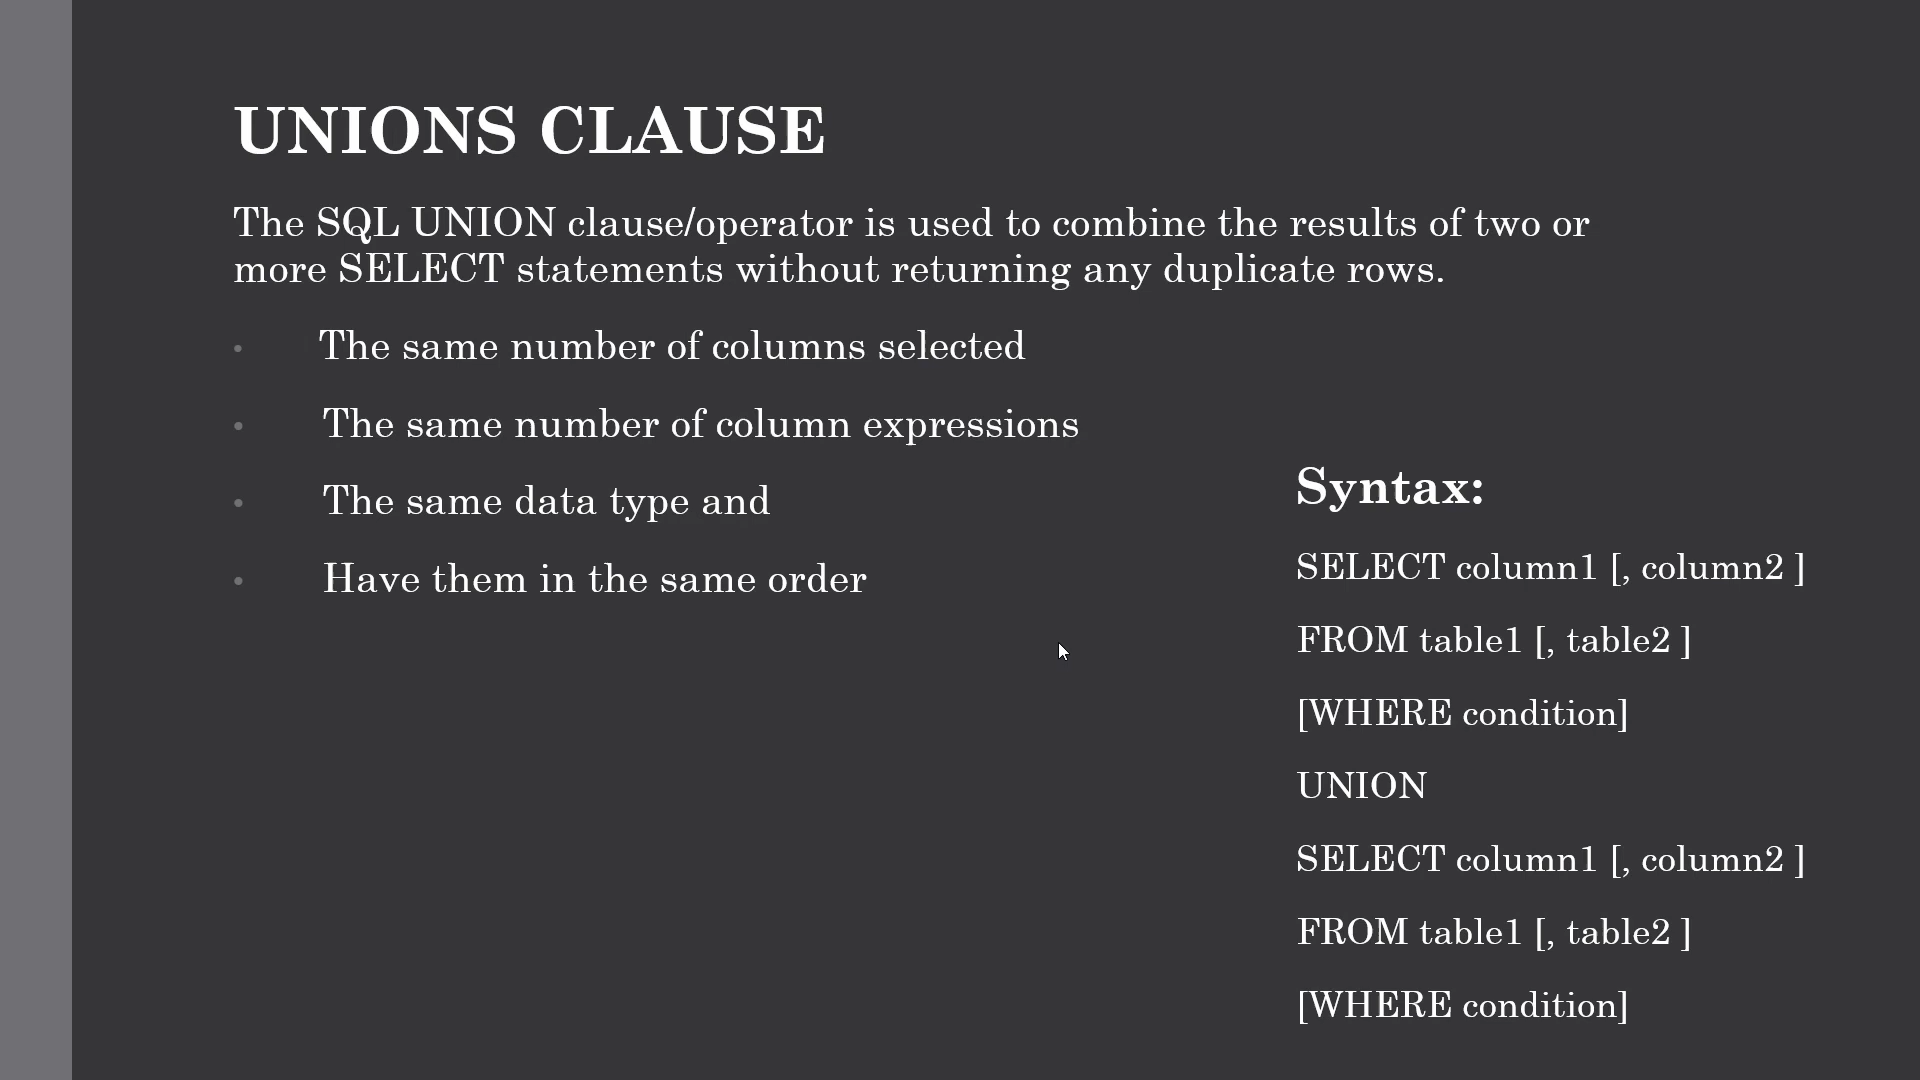 UNIONS CLAUSE
The SQL UNION clause/operator is used to combine the results of two or
more SELECT statements without returning any duplicate rows.
• The same number of columns selected
• The same number of column expressions
• The same data type and
• Have them in the same order
Syntax:
SELECT column1 [, column2 ]
FROM table1 [, table2 ]
[WHERE condition]
UNION
SELECT column1 [, column2 ]
FROM table1 [, table2 ]
[WHERE condition]